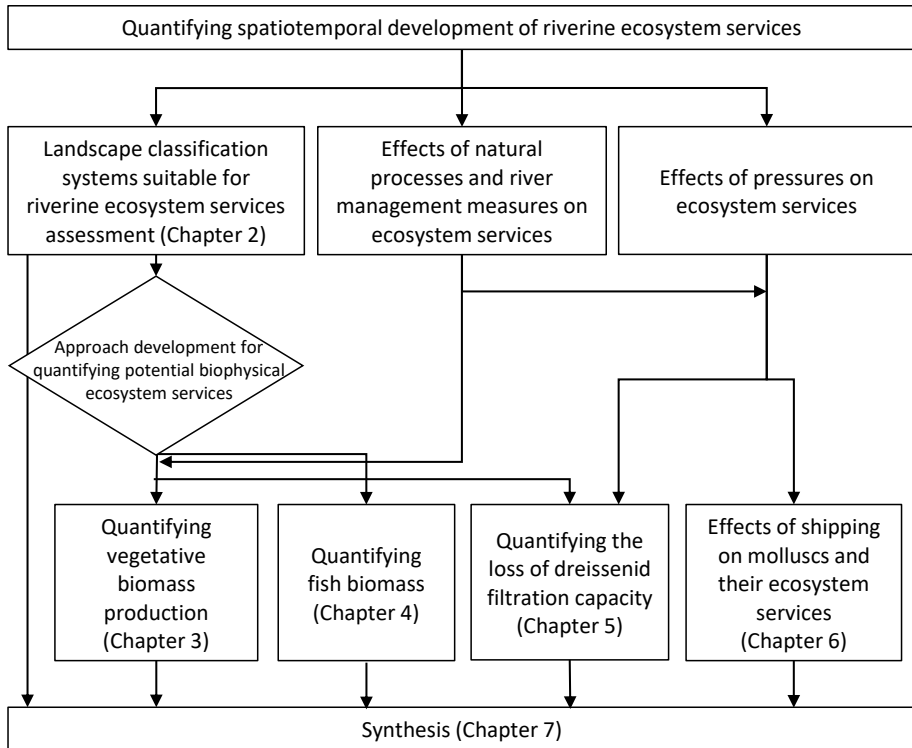 Quantifying spatiotemporal development of riverine ecosystem services
Landscape classification
systems suitable for
riverine ecosystem services
assessment (Chapter 2)
Effects of natural
processes and river
management measures on
ecosystem services
Effects of pressures on
ecosystem services
Approach development for
quantifying potential biophysical
ecosystem services
Quantifying
vegetative
biomass
production
(Chapter 3)
Quantifying
fish biomass
(Chapter 4)
Quantifying the
loss of dreissenid
filtration capacity
(Chapter 5)
Effects of shipping
on molluscs and
their ecosystem
services
(Chapter 6)
Synthesis (Chapter 7)